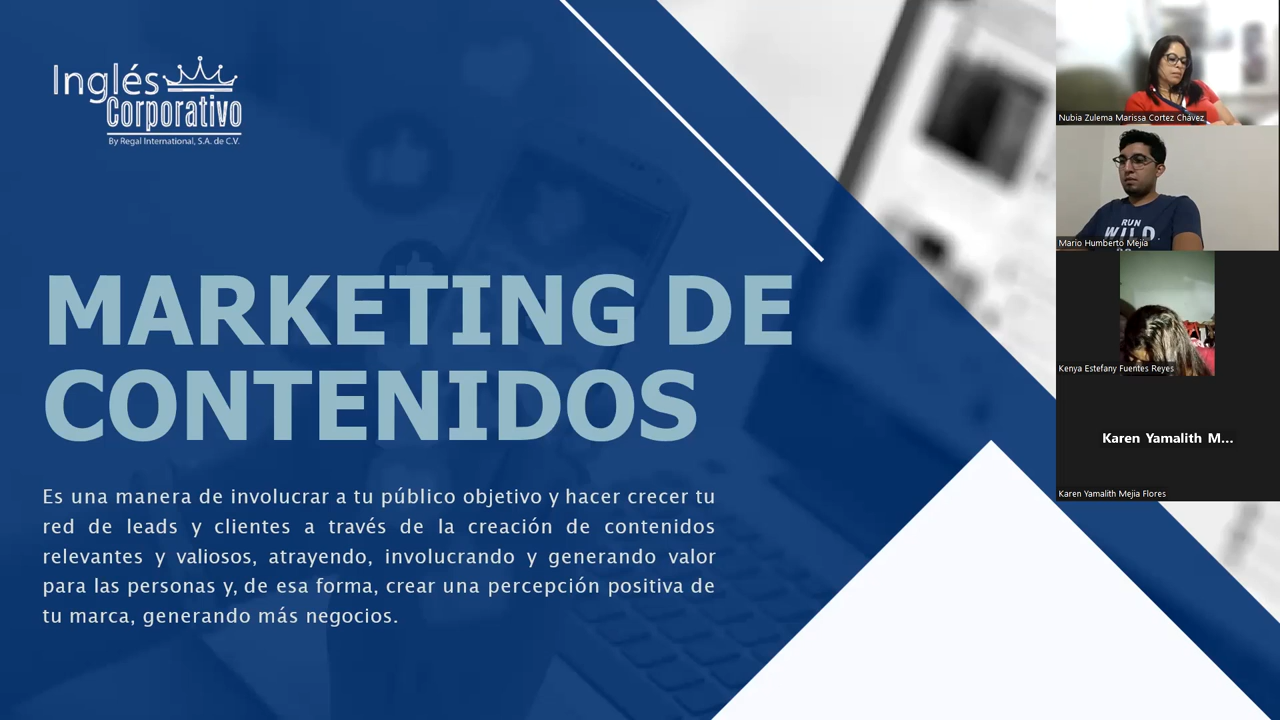 Inglés
Corporativo
By Regal International, S.A. de C.V.
MARKETING DE
CONTENIDOS
Es una manera de involucrar a tu público objetivo y hacer crecer tu
red de leads y clientes a través de la creación de contenidos
relevantes y valiosos, atrayendo, involucrando y generando valor
para las personas y, de esa forma, crear una percepción positiva de
tu marca, generando más negocios.
Nubia Zulema Marissa Cortez Chávez
RUN
WILD
Mario Humberto Mejia
Kenya Estefany Fuentes Reyes
Karen Yamalith M...
Karen Yamalith Mejia Flores